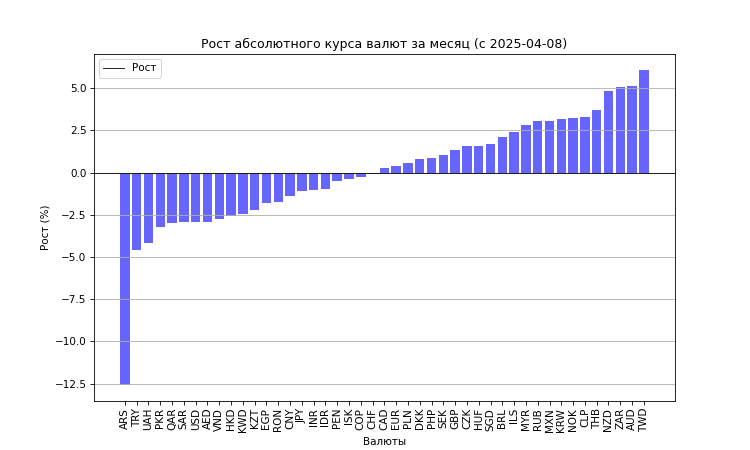 Рост абсолютного курса валют за месяц (с 2025-04-08)
Рост
5.0
2.5
0.0
−2.5
−5.0
−7.5
−10.0
−12.5
Рост (%)
ARS TRY UAH PKR QAR SAR USD AED VND HKD KWD KZT EGP RON CNY JPY INR IDR PEN ISK COP CHF CAD EUR PLN DKK PHP SEK GBP CZK HUF SGD BRL ILS MYR RUB MXN KRW NOK CLP THB NZD ZAR AUD TWD
Валюты